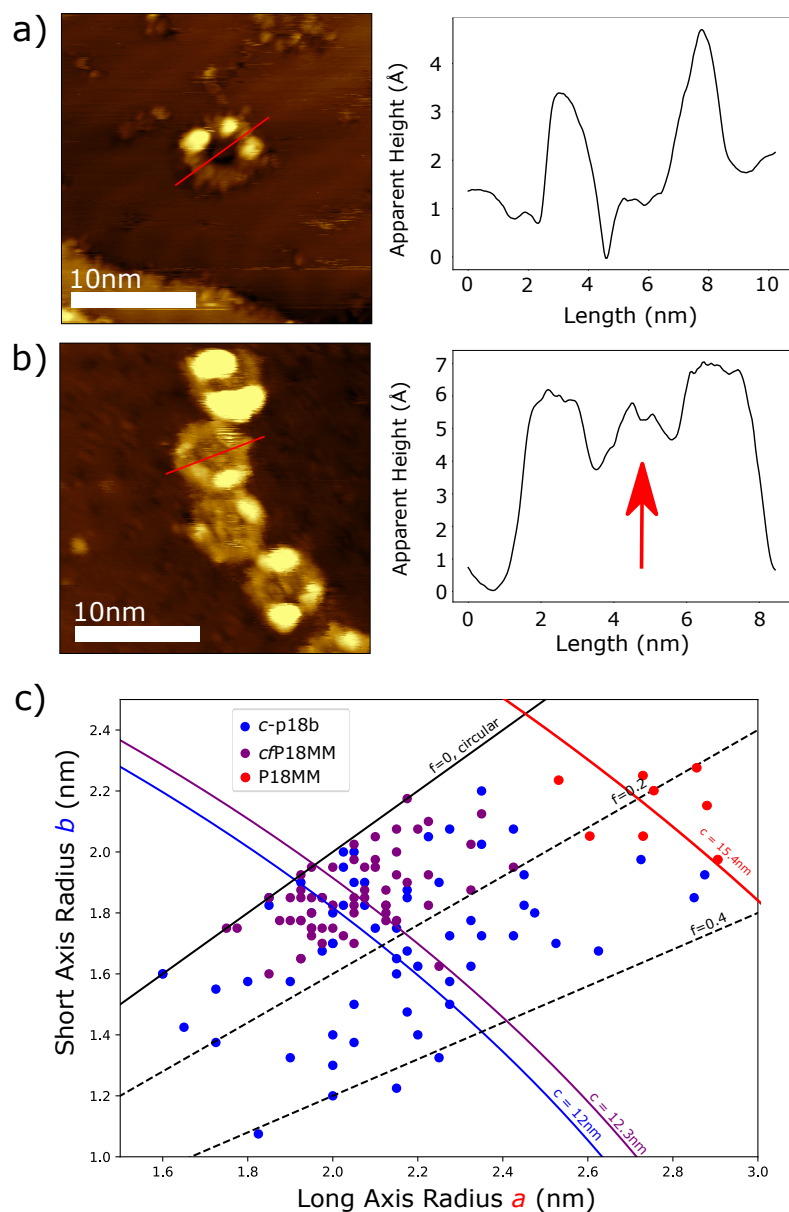 a)
10nm
Apparent Height (Å)
4
3
2
1
0
0 2 4 6 8 10
Length (nm)
b)
10nm
Apparent Height (Å)
7
6
5
4
3
2
1
0
0 2 4 6 8
Length (nm)
c)
c-p18b
cfP18MM
P18MM
f=0, circular
f=0.2
f=0.4
c = 15.4nm
c = 12.3nm
c = 12nm
Short Axis Radius b (nm)
2.4
2.2
2.0
1.8
1.6
1.4
1.2
1.0
1.6 1.8 2.0 2.2 2.4 2.6 2.8 3.0
Long Axis Radius a (nm)